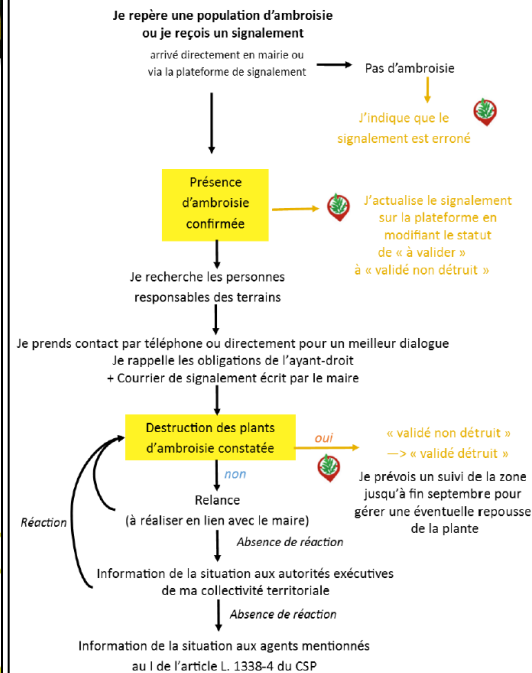 Je repère une population d'ambroisie
ou je reçois un signalement
arrivé directement en mairie ou
via la plateforme de signalement
Pas d'ambroisie
J'indique que le
signalement est erroné
Présence
d'ambroisie
confirmée
J'actualise le signalement
sur la plateforme en
modifiant le statut
de « à valider »
à « validé non détruit »
Je recherche les personnes
responsables des terrains
Je prends contact par téléphone ou directement pour un meilleur dialogue
Je rappelle les obligations de l'ayant-droit
+ Courrier de signalement écrit par le maire
Destruction des plants
d'ambroisie constatée
oui
« validé non détruit »
—> « validé détruit »
Je prévois un suivi de la zone
jusqu'à fin septembre pour
gérer une éventuelle repousse
de la plante
non
Relance
(à réaliser en lien avec le maire)
Réaction
Absence de réaction
Information de la situation aux autorités exécutives
de ma collectivité territoriale
Absence de réaction
Information de la situation aux agents mentionnés
au I de l'article L. 1338-4 du CSP